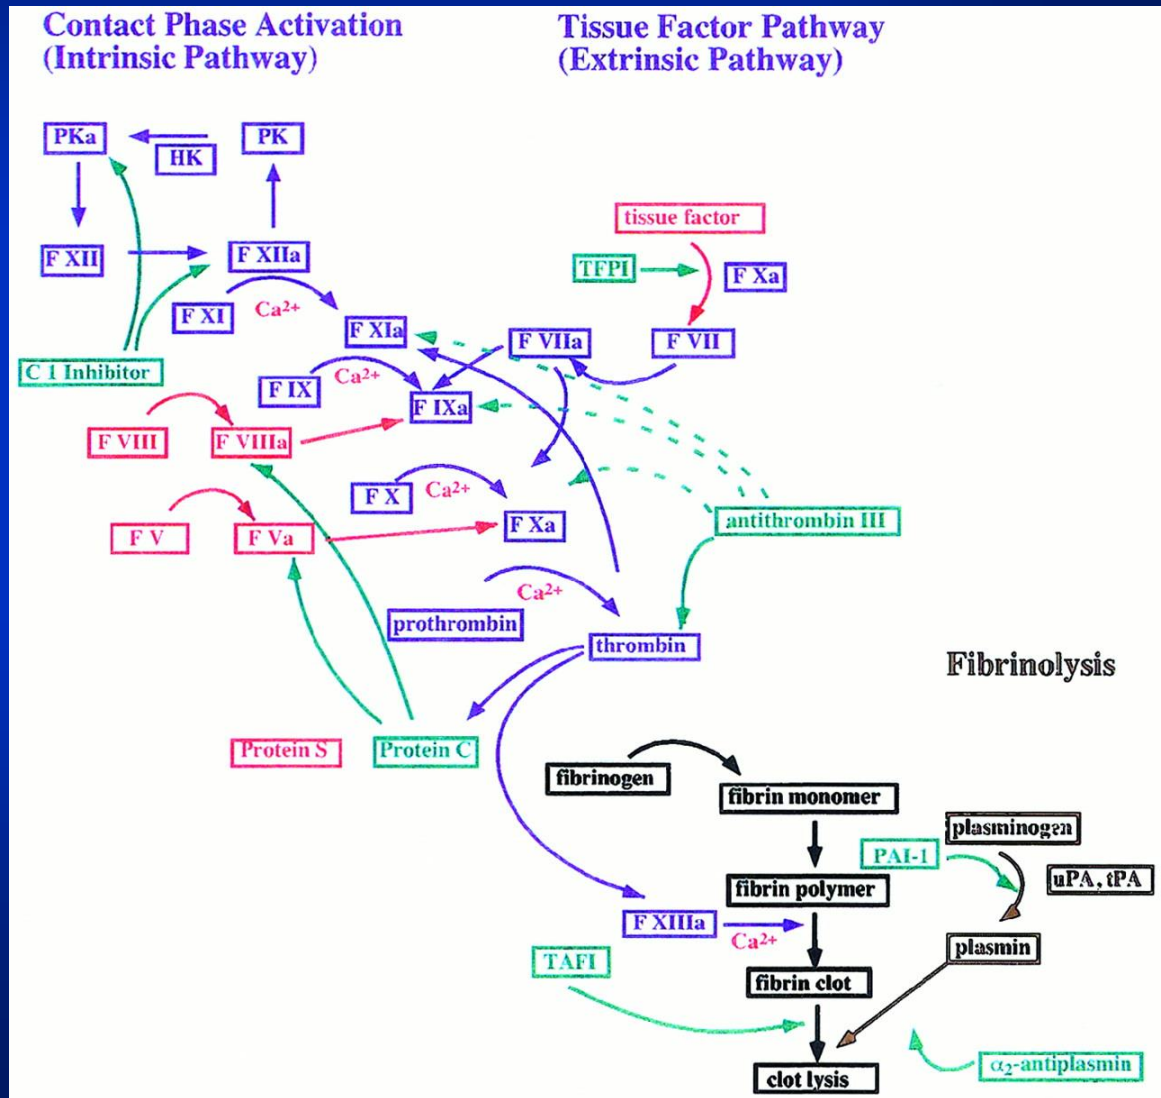 Contact Phase Activation
(Intrinsic Pathway)
Tissue Factor Pathway
(Extrinsic Pathway)
PKa
HK
PK
F XII
F XIIa
F XI
Ca2+
F XIa
C 1 Inhibitor
F IX
Ca2+
F IXa
tissue factor
TFPI
F Xa
F VIIa
F VII
F VIII
F VIIIa
F X
Ca2+
F Xa
F V
F Va
antithrombin III
Ca2+
prothrombin
thrombin
Protein S
Protein C
Fibrinolysis
fibrinogen
fibrin monomer
plasminogen
PAI-1
uPA, tPA
fibrin polymer
F XIIIa
Ca2+
plasmin
TAFI
fibrin clot
clot lysis
α2-antiplasmin